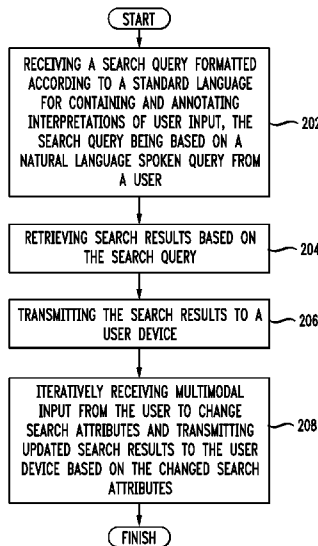 START
RECEIVING A SEARCH QUERY FORMATTED
ACCORDING TO A STANDARD LANGUAGE
FOR CONTAINING AND ANNOTATING
INTERPRETATIONS OF USER INPUT, THE
SEARCH QUERY BEING BASED ON A
NATURAL LANGUAGE SPOKEN QUERY FROM
A USER
202
RETRIEVING SEARCH RESULTS BASED ON
THE SEARCH QUERY
204
TRANSMITTING THE SEARCH RESULTS TO A
USER DEVICE
206
ITERATIVELY RECEIVING MULTIMODAL
INPUT FROM THE USER TO CHANGE
SEARCH ATTRIBUTES AND TRANSMITTING
UPDATED SEARCH RESULTS TO THE USER
DEVICE BASED ON THE CHANGED SEARCH
ATTRIBUTES
208
FINISH